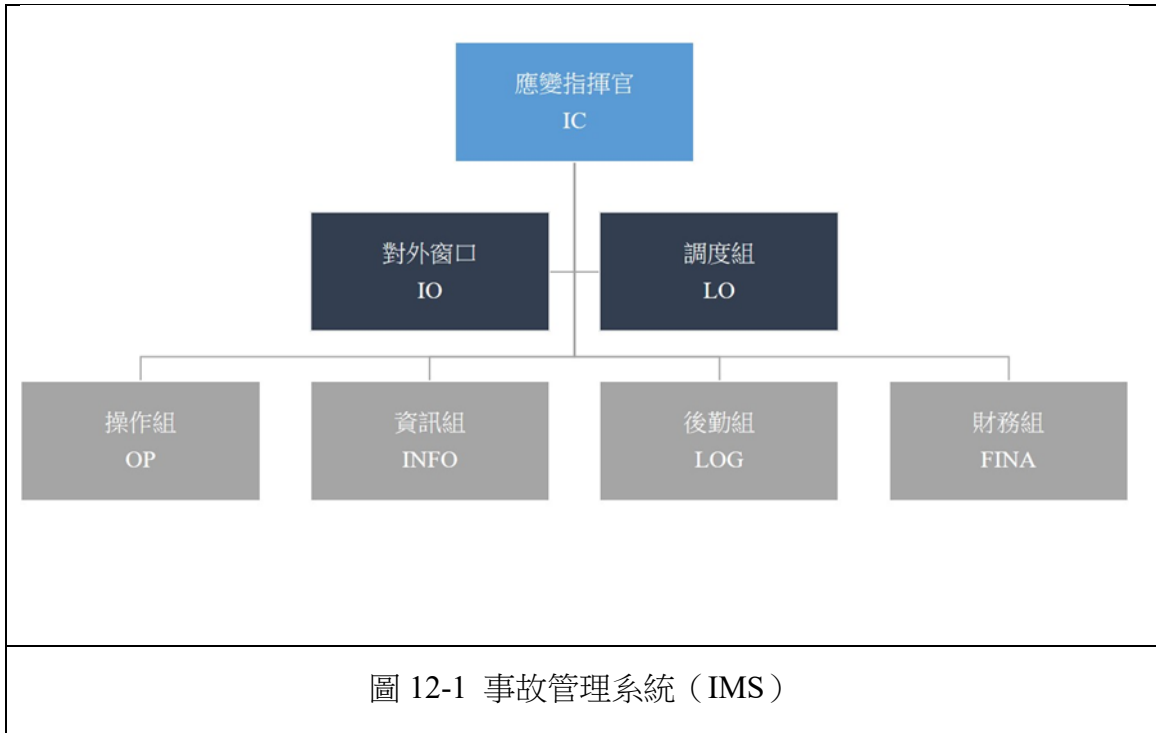 應變指揮官
IC
對外窗口
IO
調度組
LO
操作組
OP
資訊組
INFO
後勤組
LOG
財務組
FINA
圖 12-1 事故管理系統（IMS）